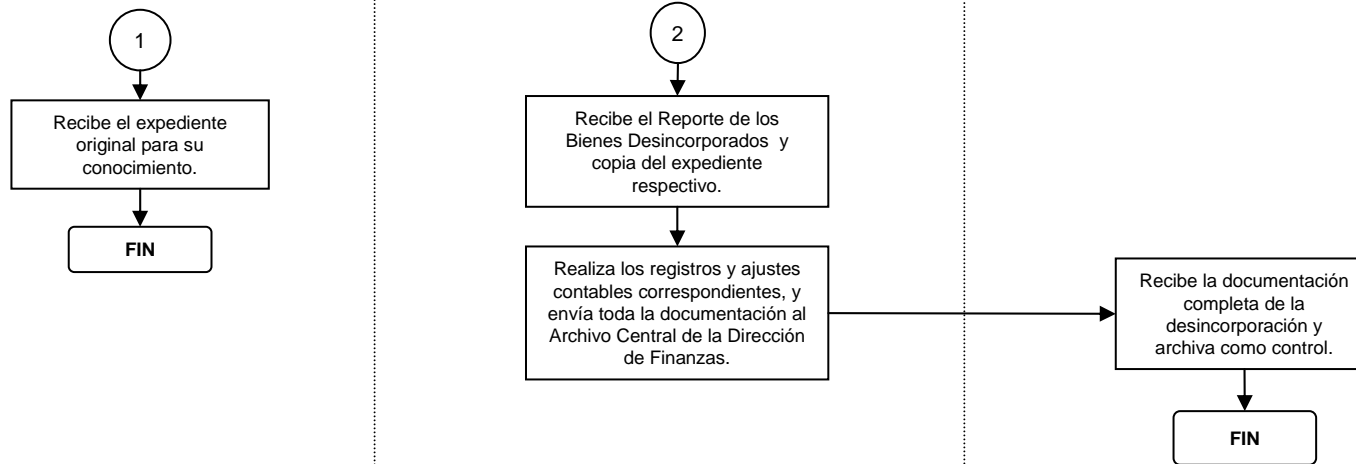 1
Recibe el expediente
original para su
conocimiento.
FIN
2
Recibe el Reporte de los
Bienes Desincorporados y
copia del expediente
respectivo.
Realiza los registros y ajustes
contables correspondientes, y
envía toda la documentación al
Archivo Central de la Dirección
de Finanzas.
Recibe la documentación
completa de la
desincorporación y
archiva como control.
FIN